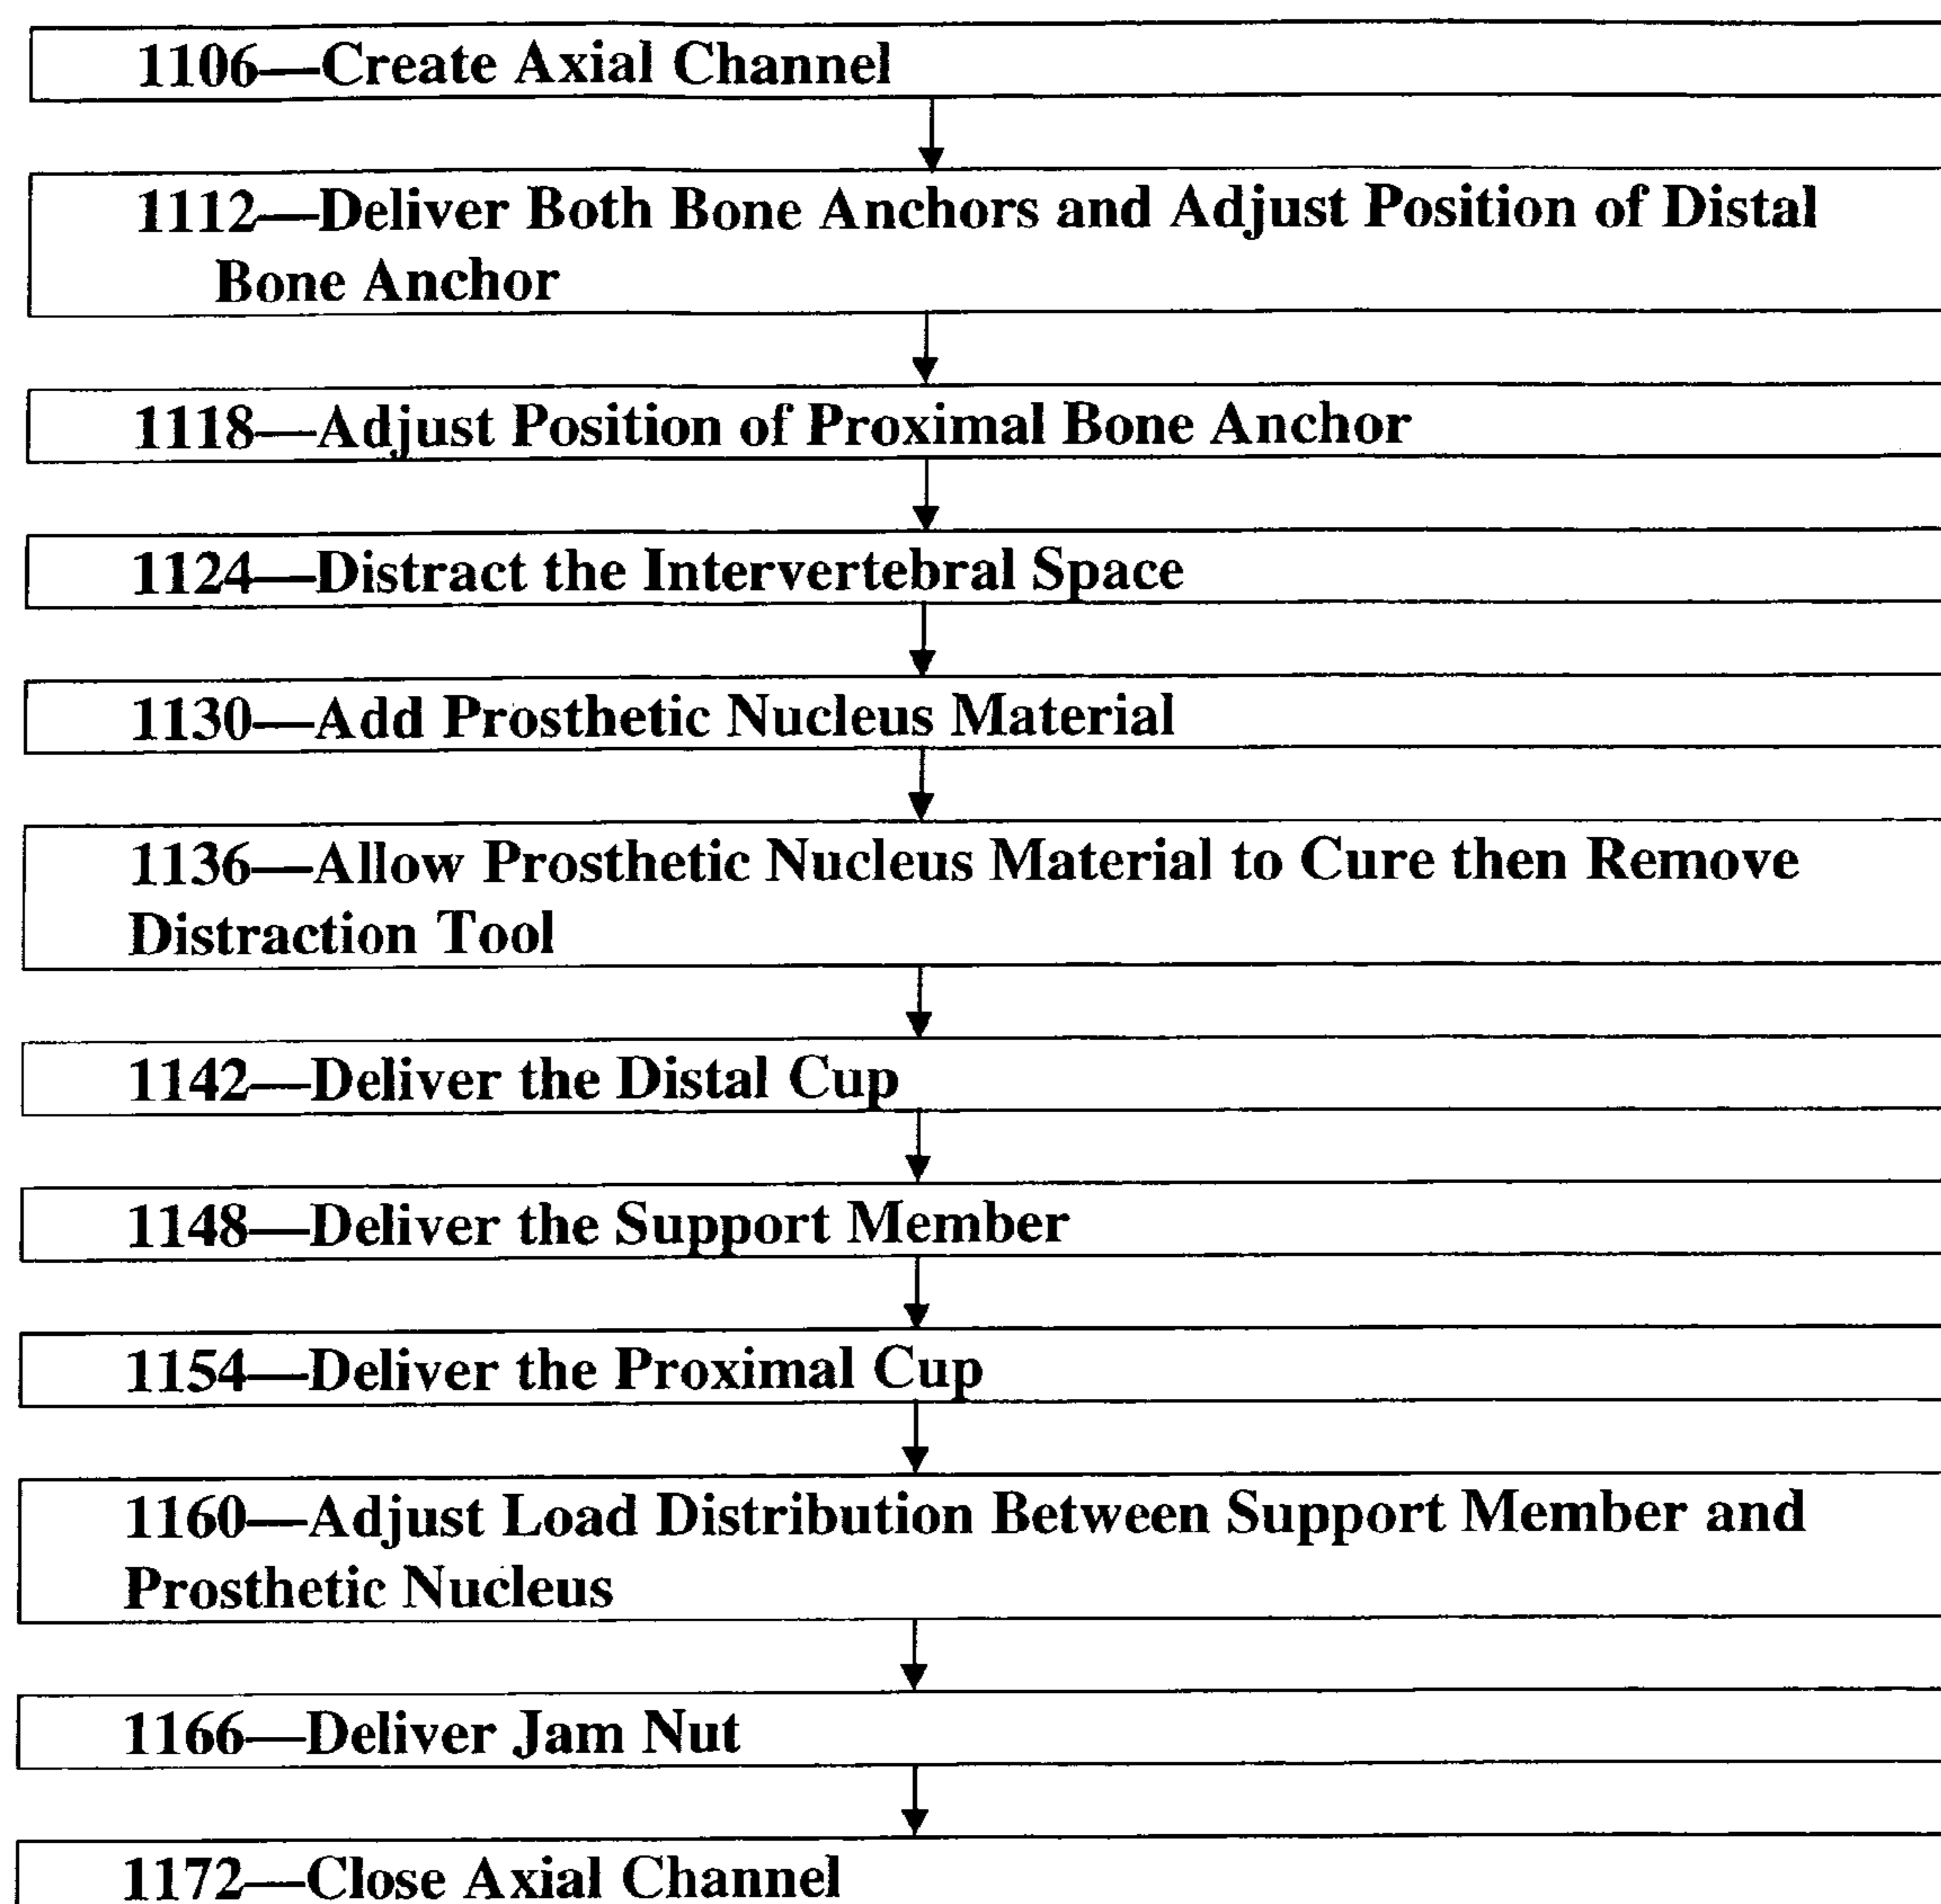 1106—Create Axial Channel
1112—Deliver Both Bone Anchors and Adjust Position of Distal
Bone Anchor
1118—Adjust Position of Proximal Bone Anchor
1124—Distract the Intervertebral Space
1130—Add Prosthetic Nucleus Material
1136—Allow Prosthetic Nucleus Material to Cure then Remove
Distraction Tool
1142—Deliver the Distal Cup
1148—Deliver the Support Member
1154—Deliver the Proximal Cup
1160—Adjust Load Distribution Between Support Member and
Prosthetic Nucleus
1166—Deliver Jam Nut
1172—Close Axial Channel